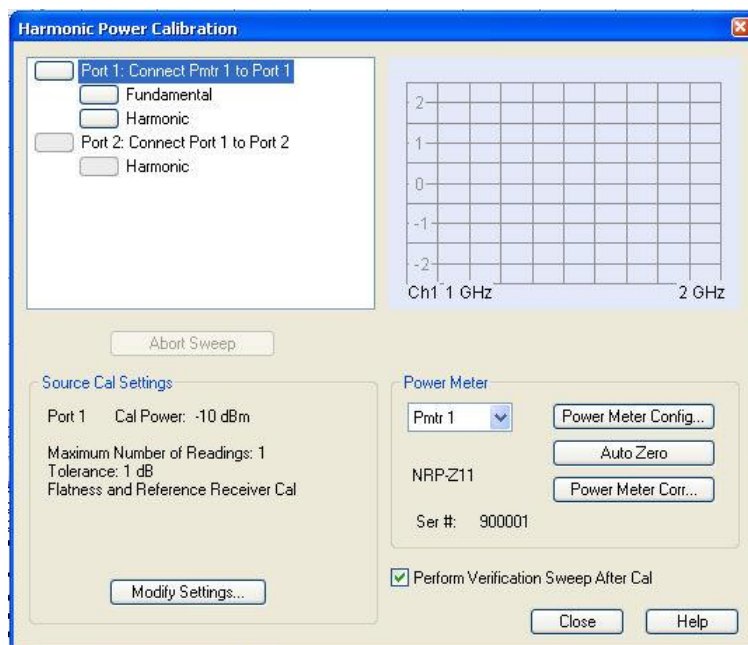 Harmonic Power Calibration
Port 1: Connect Pmtr 1 to Port 1
Fundamental
Harmonic
Port 2: Connect Port 1 to Port 2
Harmonic
2
1
0
-1
-2
Ch1 1 GHz 2 GHz
Abort Sweep
Source Cal Settings
Port 1 Cal Power: -10 dBm
Maximum Number of Readings: 1
Tolerance: 1 dB
Flatness and Reference Receiver Cal
Modify Settings...
Power Meter
Pmtr 1
Power Meter Config...
Auto Zero
NRP-Z11
Power Meter Corr...
Ser #: 900001
Perform Verification Sweep After Cal
Close Help